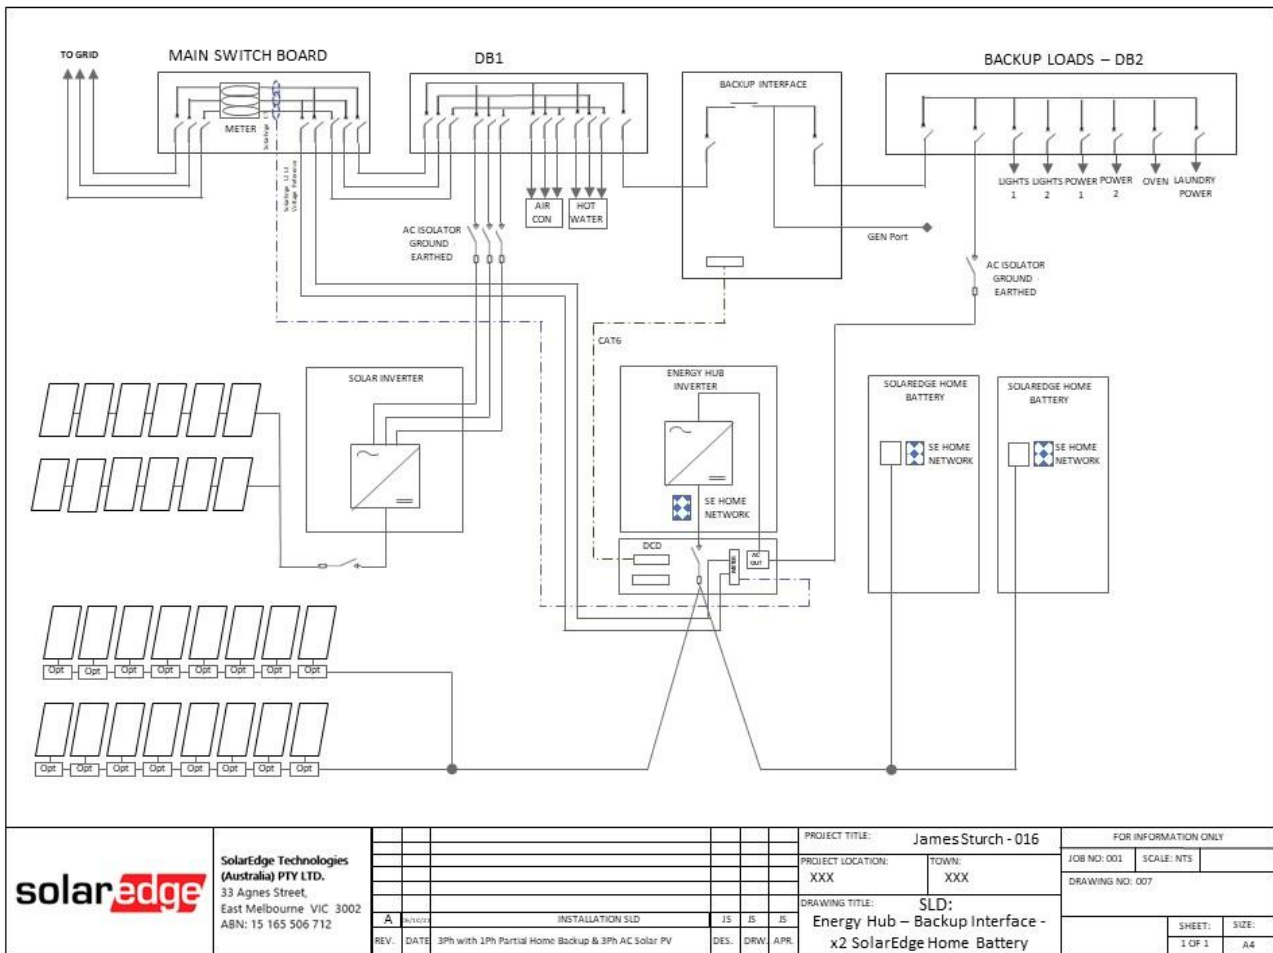 TO GRID
MAIN SWITCH BOARD
DB1
BACKUP LOADS – DB2
BACKUP INTERFACE
METER
SolarEdge
SolarEdge L2 L3
Voltage Reference
AIR
CON
HOT
WATER
LIGHTS
1
LIGHTS
2
POWER
1
POWER
2
OVEN
LAUNDRY
POWER
AC ISOLATOR
GROUND
EARTHED
GEN Port
AC ISOLATOR
GROUND
EARTHED
CAT6
SOLAR INVERTER
ENERGY HUB
INVERTER
SOLAREDGE HOME
BATTERY
SOLAREDGE HOME
BATTERY
SE HOME
NETWORK
SE HOME
NETWORK
SE HOME
NETWORK
DCD
METER
AC
OUT
Opt Opt Opt Opt Opt Opt Opt Opt
Opt Opt Opt Opt Opt Opt Opt Opt
solaredge
SolarEdge Technologies
(Australia) PTY LTD.
33 Agnes Street,
East Melbourne VIC 3002
ABN: 15 165 506 712
A INSTALLATION SLD JS JS JS
REV. DATE 3Ph with 1Ph Partial Home Backup & 3Ph AC Solar PV DES. DRW. APR.
PROJECT TITLE: James Sturch - 016
PROJECT LOCATION:
XXX
TOWN:
XXX
DRAWING TITLE: SLD:
Energy Hub – Backup Interface -
x2 SolarEdge Home Battery
FOR INFORMATION ONLY
JOB NO: 001 SCALE: NTS
DRAWING NO: 007
SHEET: SIZE:
1 OF 1 A4